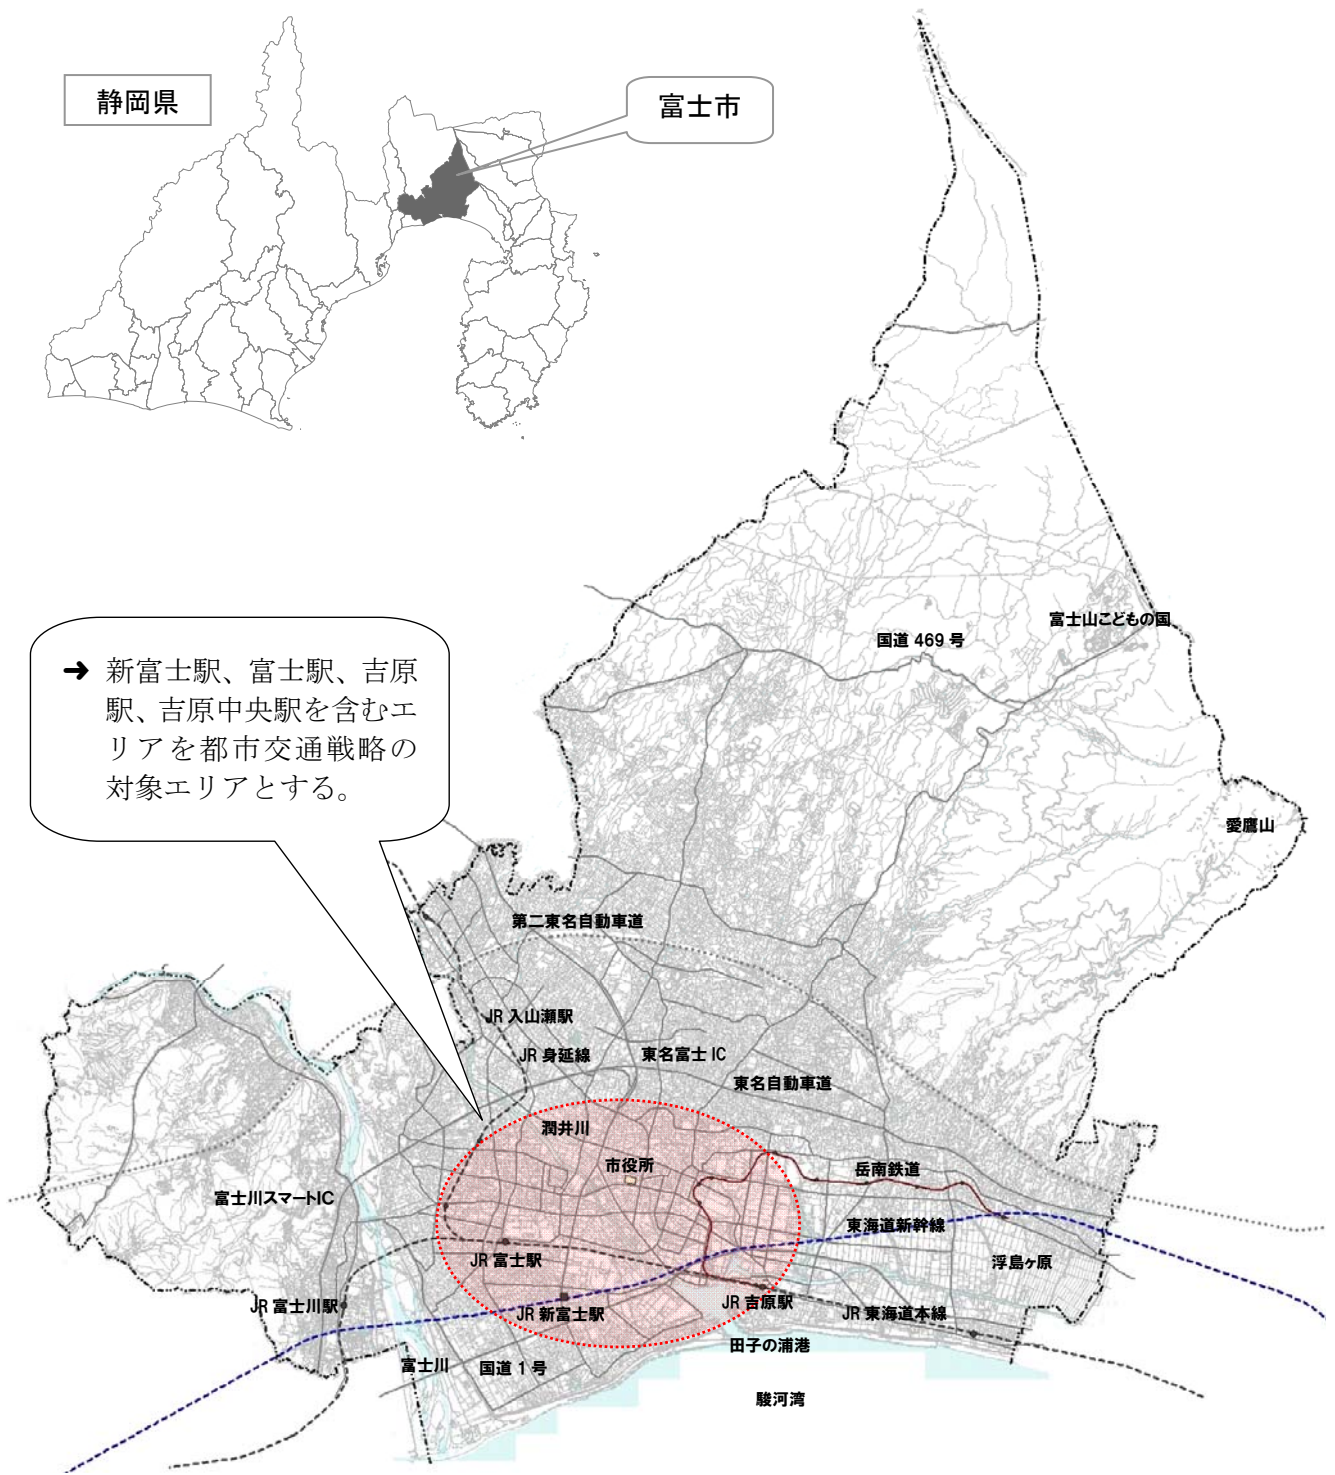 静岡県
富士市
➔ 新富士駅、富士駅、吉原
駅、吉原中央駅を含むエ
リアを都市交通戦略の
対象エリアとする。
富士山こどもの国
国道 469 号
愛鷹山
第二東名自動車道
JR 入山瀬駅
JR 身延線
東名富士 IC
東名自動車道
潤井川
市役所
岳南鉄道
富士川スマートIC
東海道新幹線
JR 富士駅
浮島ヶ原
JR 富士川駅
JR 新富士駅
JR 吉原駅
JR 東海道本線
田子の浦港
富士川
国道 1 号
駿河湾